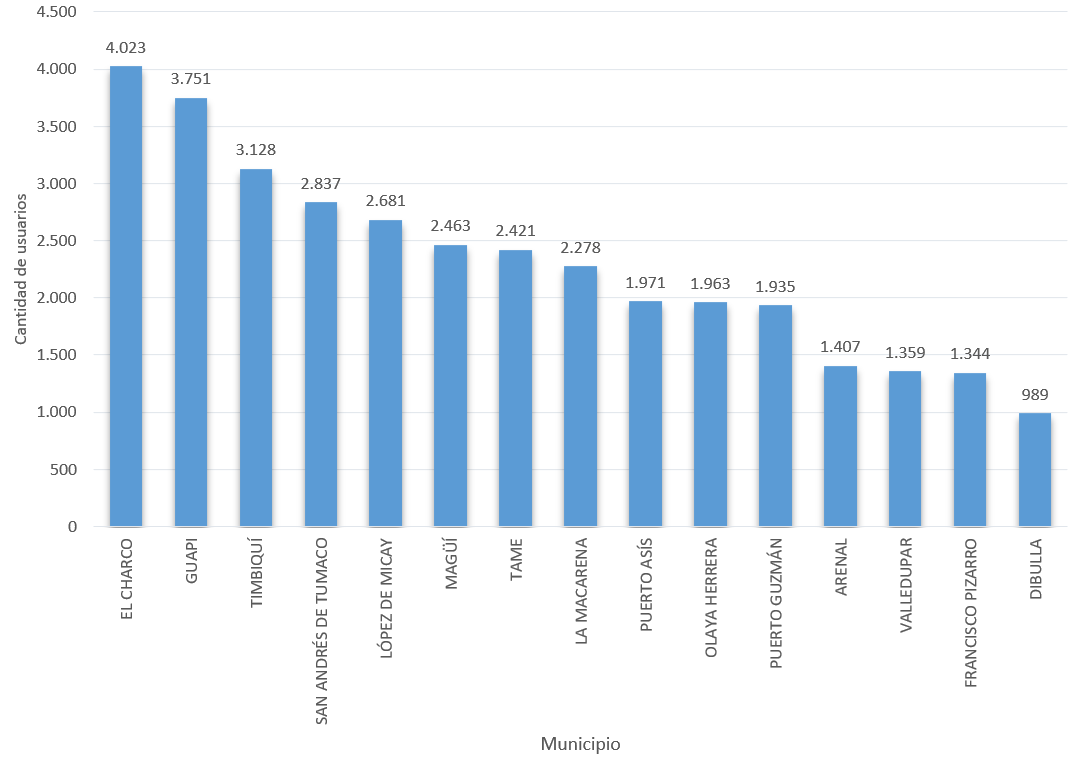 4.500
4.000
3.500
3.000
2.500
2.000
1.500
1.000
500
0
Cantidad de usuarios
4.023
3.751
3.128
2.837
2.681
2.463
2.421
2.278
1.971
1.963
1.935
1.407
1.359
1.344
989
EL CHARCO
GUAPI
TIMBIQUÍ
SAN ANDRÉS DE TUMACO
LÓPEZ DE MICAY
MAGÜÍ
TAME
LA MACARENA
PUERTO ASÍS
OLAYA HERRERA
PUERTO GUZMÁN
ARENAL
VALLEDUPAR
FRANCISCO PIZARRO
DIBULLA
Municipio